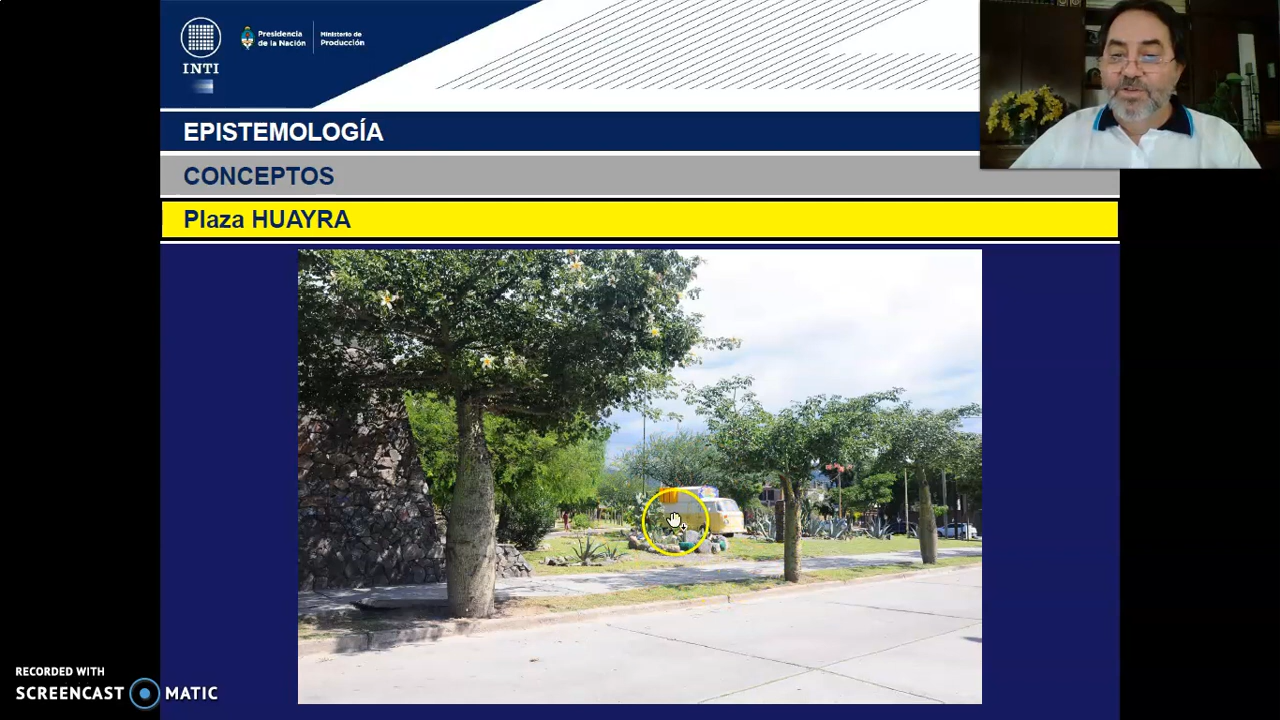 INTI
Presidencia
de la Nación
Ministerio de
Producción
EPISTEMOLOGÍA
CONCEPTOS
Plaza HUAYRA
RECORDED WITH
SCREENCAST MATIC